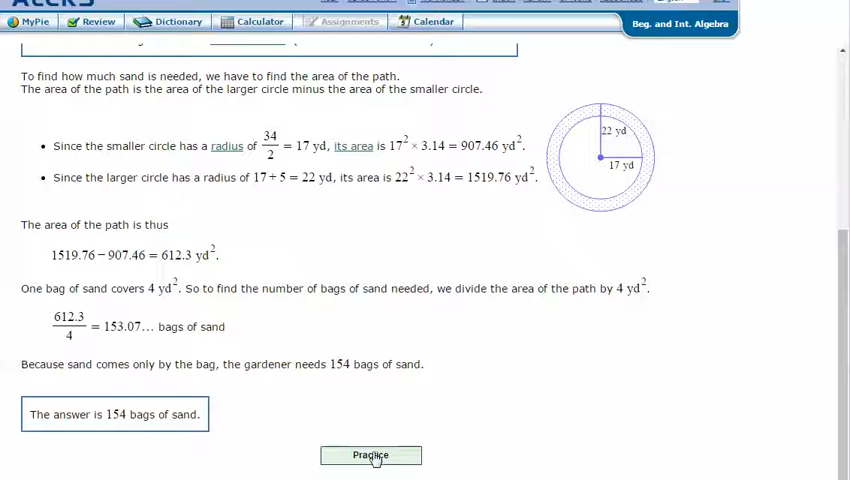 ALEKS
MyPie Review Dictionary Calculator Assignments Calendar
Beg. and Int. Algebra
To find how much sand is needed, we have to find the area of the path.
The area of the path is the area of the larger circle minus the area of the smaller circle.
• Since the smaller circle has a radius of 34/2 = 17 yd, its area is 17² × 3.14 = 907.46 yd².
• Since the larger circle has a radius of 17 + 5 = 22 yd, its area is 22² × 3.14 = 1519.76 yd².
22 yd
17 yd
The area of the path is thus
1519.76 − 907.46 = 612.3 yd².
One bag of sand covers 4 yd². So to find the number of bags of sand needed, we divide the area of the path by 4 yd².
612.3/4 = 153.07... bags of sand
Because sand comes only by the bag, the gardener needs 154 bags of sand.
The answer is 154 bags of sand.
Practice